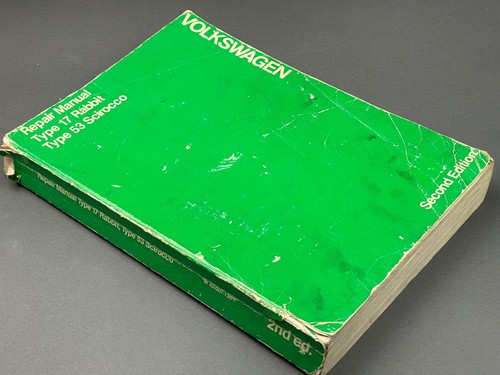 VOLKSWAGEN
Repair Manual
Type 17 Rabbit
Type 53 Scirocco
Second Edition
Repair Manual Type 17 Rabbit, Type 53 Scirocco
2nd ed.